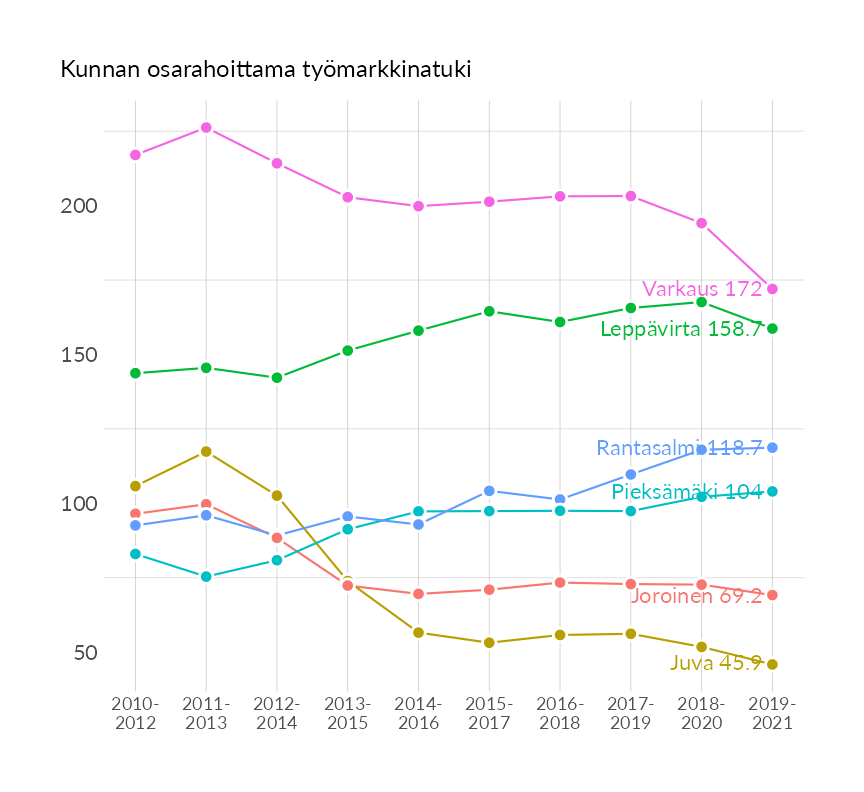 Kunnan osarahoittama työmarkkinatuki
200
150
100
50
Varkaus 172
Leppävirta 158.7
Rantasalmi 118.7
Pieksämäki 104
Joroinen 69.2
Juva 45.9
2010- 2011- 2012- 2013- 2014- 2015- 2016- 2017- 2018- 2019-
2012 2013 2014 2015 2016 2017 2018 2019 2020 2021